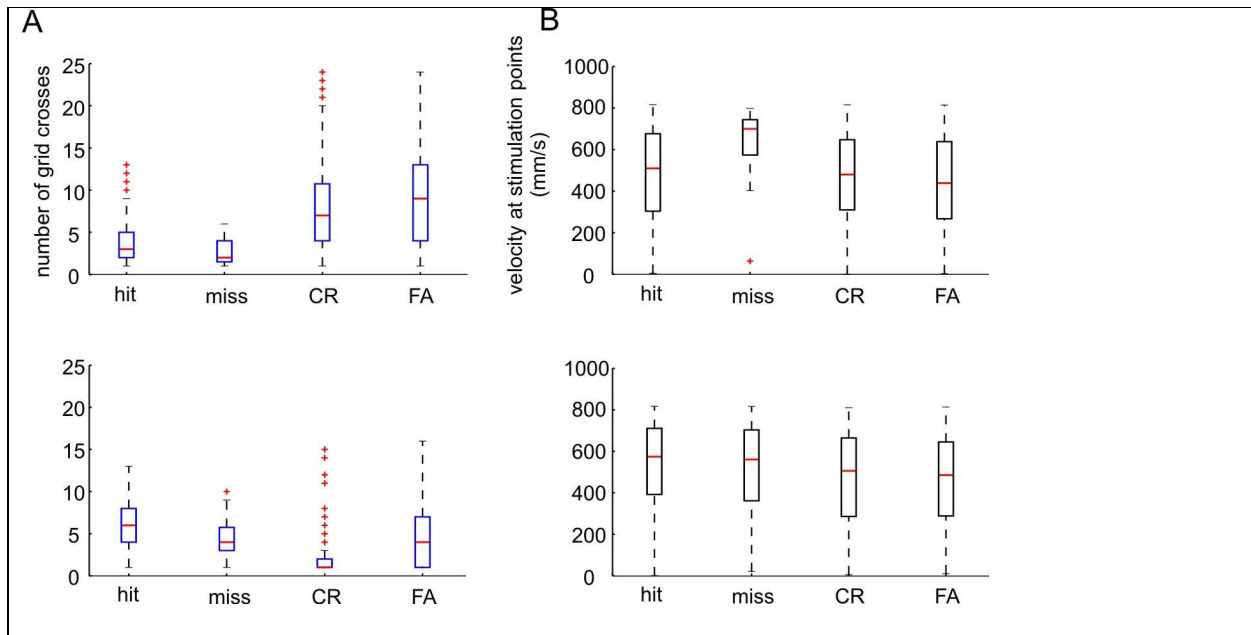 A
B
number of grid crosses
25
20
15
10
5
0
hit
miss
CR
FA
velocity at stimulation points
(mm/s)
1000
800
600
400
200
0
hit
miss
CR
FA
25
20
15
10
5
0
hit
miss
CR
FA
1000
800
600
400
200
0
hit
miss
CR
FA